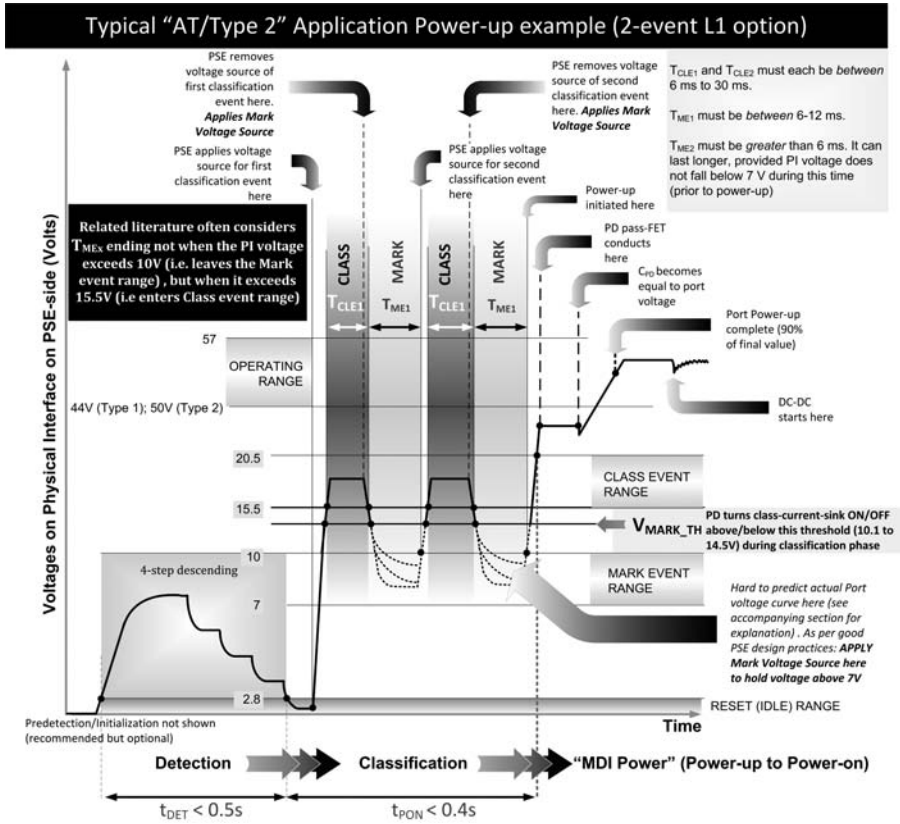 Typical “AT/Type 2” Application Power-up example (2-event L1 option)
PSE removes
voltage source of
first classification
event here.
Applies Mark
Voltage Source
PSE applies voltage
source for first
classification event
here
PSE removes voltage
source of second
classification event
here. Applies Mark
Voltage Source
PSE applies voltage
source for second
classification event
here
TCLE1 and TCLE2 must each be between
6 ms to 30 ms.
TME1 must be between 6-12 ms.
TME2 must be greater than 6 ms. It can
last longer, provided PI voltage does
not fall below 7 V during this time
(prior to power-up)
Power-up
initiated here
PD pass-FET
conducts
here
CPD becomes
equal to port
voltage
Port Power-up
complete (90%
of final value)
DC-DC
starts here
Related literature often considers
TMEx ending not when the PI voltage
exceeds 10V (i.e. leaves the Mark
event range) , but when it exceeds
15.5V (i.e enters Class event range)
Voltages on Physical Interface on PSE-side (Volts)
CLASS
MARK
CLASS
MARK
TCLE1
TME1
TCLE1
TME1
57
OPERATING
RANGE
44V (Type 1); 50V (Type 2)
20.5
CLASS EVENT
RANGE
15.5
VMARK_TH
PD turns class-current-sink ON/OFF
above/below this threshold (10.1 to
14.5V) during classification phase
10
4-step descending
MARK EVENT
RANGE
7
Hard to predict actual Port
voltage curve here (see
accompanying section for
explanation) . As per good
PSE design practices: APPLY
Mark Voltage Source here
to hold voltage above 7V
2.8
RESET (IDLE) RANGE
Time
Predetection/Initialization not shown
(recommended but optional)
Detection
Classification
“MDI Power” (Power-up to Power-on)
tDET < 0.5s
tPON < 0.4s